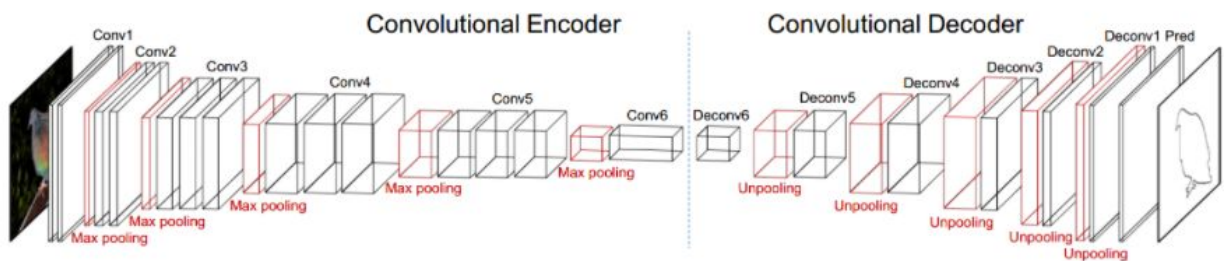 Convolutional Encoder
Convolutional Decoder
Conv1
Conv2
Conv3
Conv4
Conv5
Conv6
Deconv6
Deconv5
Deconv4
Deconv3
Deconv2
Deconv1 Pred
Max pooling
Max pooling
Max pooling
Max pooling
Max pooling
Unpooling
Unpooling
Unpooling
Unpooling
Unpooling